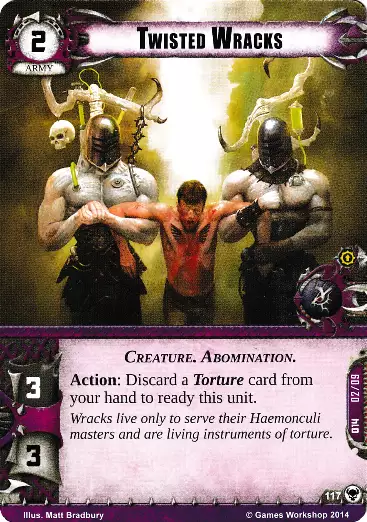 2
ARMY
TWISTED WRACKS
CREATURE. ABOMINATION.
3
Action: Discard a Torture card from
your hand to ready this unit.
Wracks live only to serve their Haemonculi
masters and are living instruments of torture.
3
014 02/09
117
Illus. Matt Bradbury
© Games Workshop 2014